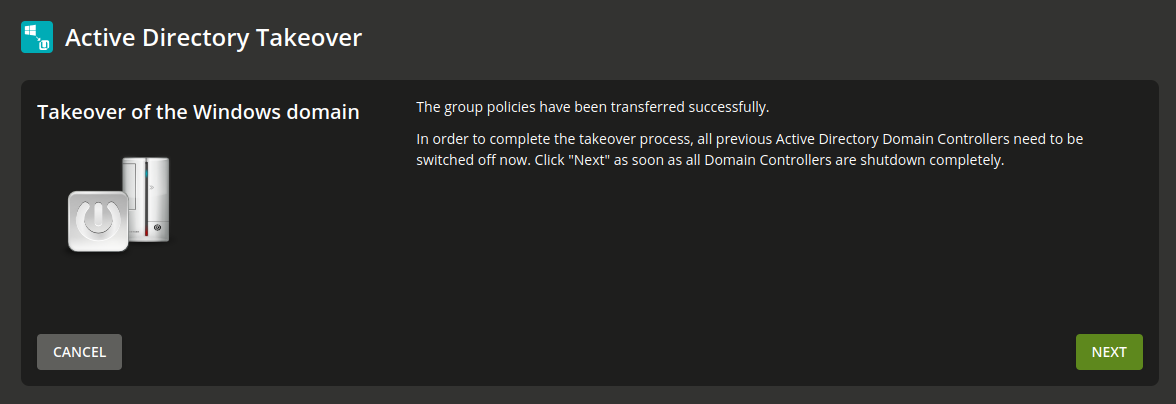 Active Directory Takeover
Takeover of the Windows domain
The group policies have been transferred successfully.
In order to complete the takeover process, all previous Active Directory Domain Controllers need to be
switched off now. Click "Next" as soon as all Domain Controllers are shutdown completely.
CANCEL
NEXT